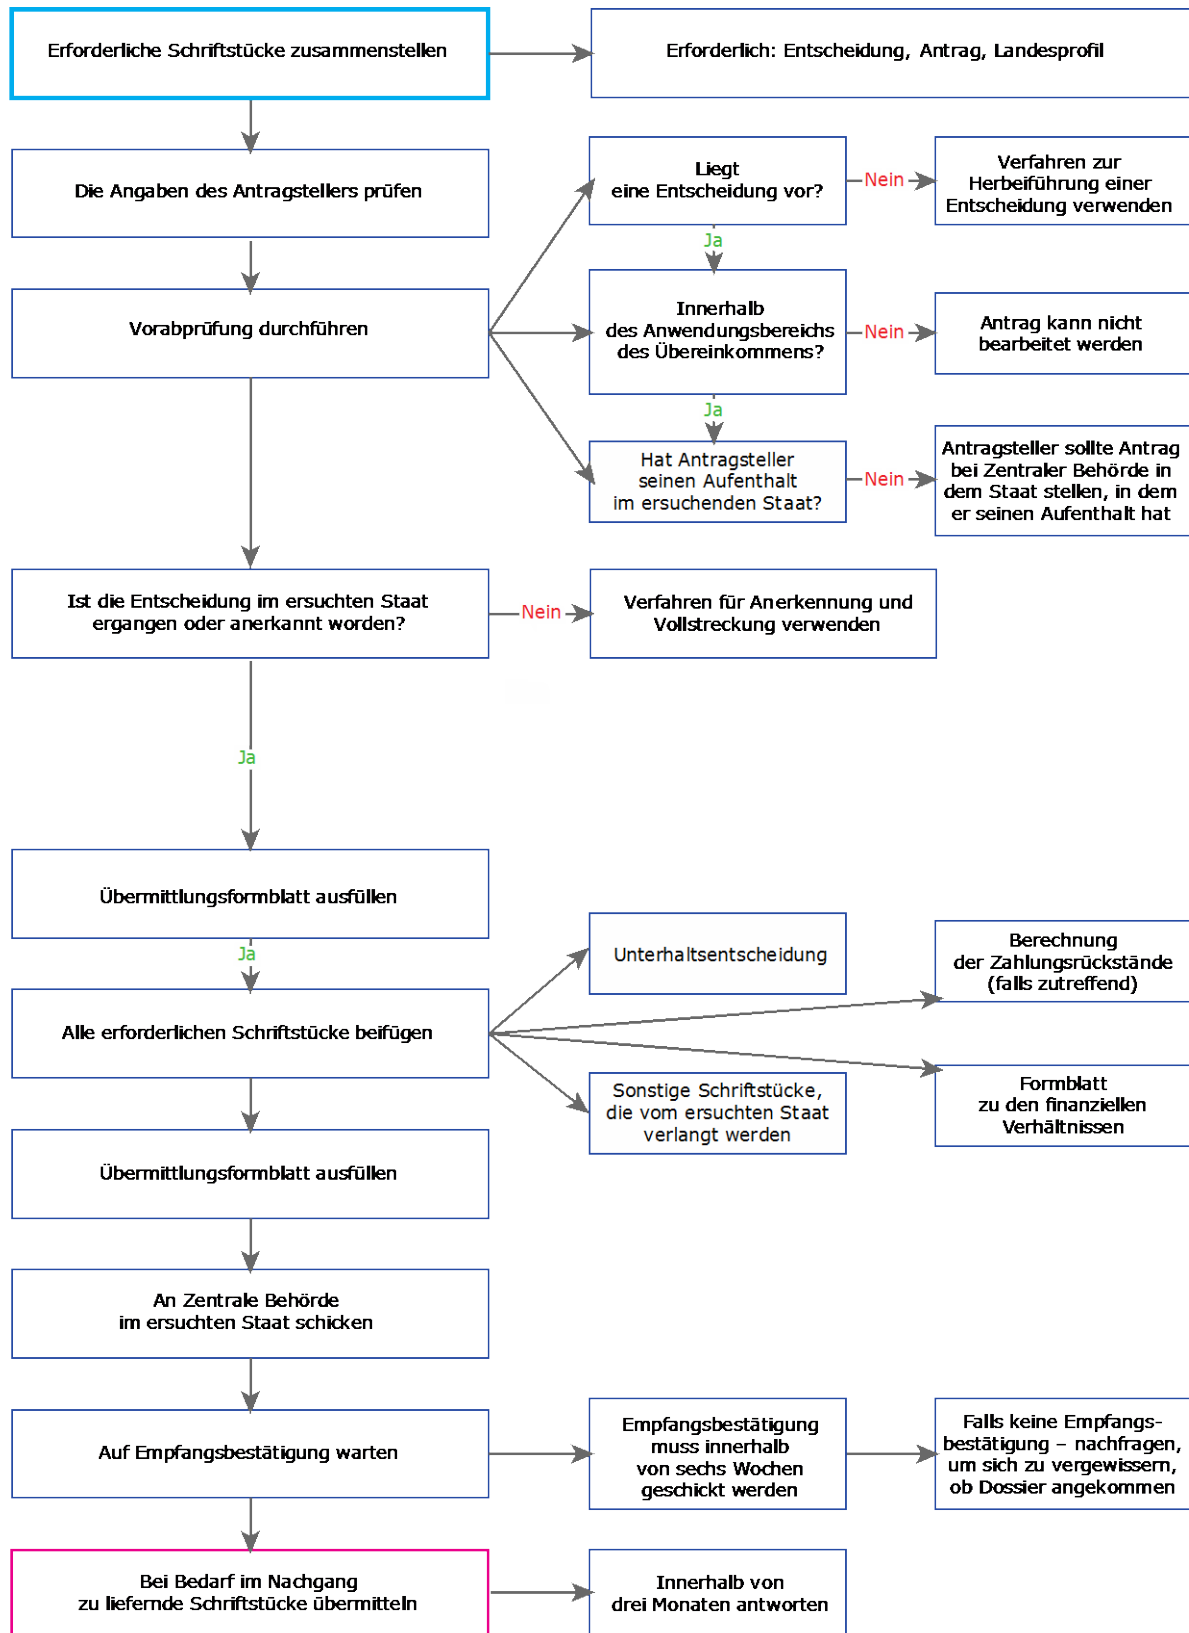 Erforderliche Schriftstücke zusammenstellen
Erforderlich: Entscheidung, Antrag, Landesprofil
Die Angaben des Antragstellers prüfen
Liegt
eine Entscheidung vor?
Nein
Verfahren zur
Herbeiführung einer
Entscheidung verwenden
Ja
Vorabprüfung durchführen
Innerhalb
des Anwendungsbereichs
des Übereinkommens?
Nein
Antrag kann nicht
bearbeitet werden
Ja
Hat Antragsteller
seinen Aufenthalt
im ersuchenden Staat?
Nein
Antragsteller sollte Antrag
bei Zentraler Behörde in
dem Staat stellen, in dem
er seinen Aufenthalt hat
Ist die Entscheidung im ersuchten Staat
ergangen oder anerkannt worden?
Nein
Verfahren für Anerkennung und
Vollstreckung verwenden
Ja
Übermittlungsformblatt ausfüllen
Ja
Alle erforderlichen Schriftstücke beifügen
Unterhaltsentscheidung
Berechnung
der Zahlungsrückstände
(falls zutreffend)
Sonstige Schriftstücke,
die vom ersuchten Staat
verlangt werden
Formblatt
zu den finanziellen
Verhältnissen
Übermittlungsformblatt ausfüllen
An Zentrale Behörde
im ersuchten Staat schicken
Auf Empfangsbestätigung warten
Empfangsbestätigung
muss innerhalb
von sechs Wochen
geschickt werden
Falls keine Empfangs-
bestätigung – nachfragen,
um sich zu vergewissern,
ob Dossier angekommen
Bei Bedarf im Nachgang
zu liefernde Schriftstücke übermitteln
Innerhalb von
drei Monaten antworten